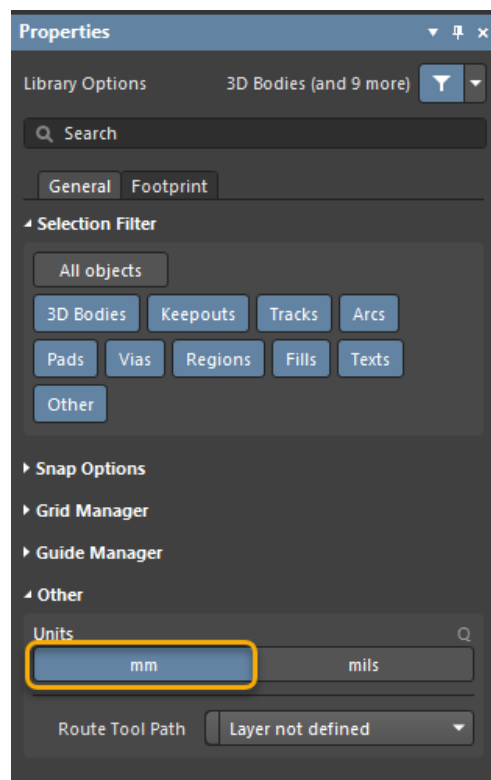 Properties
Library Options 3D Bodies (and 9 more)
Search
General Footprint
Selection Filter
All objects
3D Bodies Keepouts Tracks Arcs
Pads Vias Regions Fills Texts
Other
Snap Options
Grid Manager
Guide Manager
Other
Units Q
mm mils
Route Tool Path Layer not defined